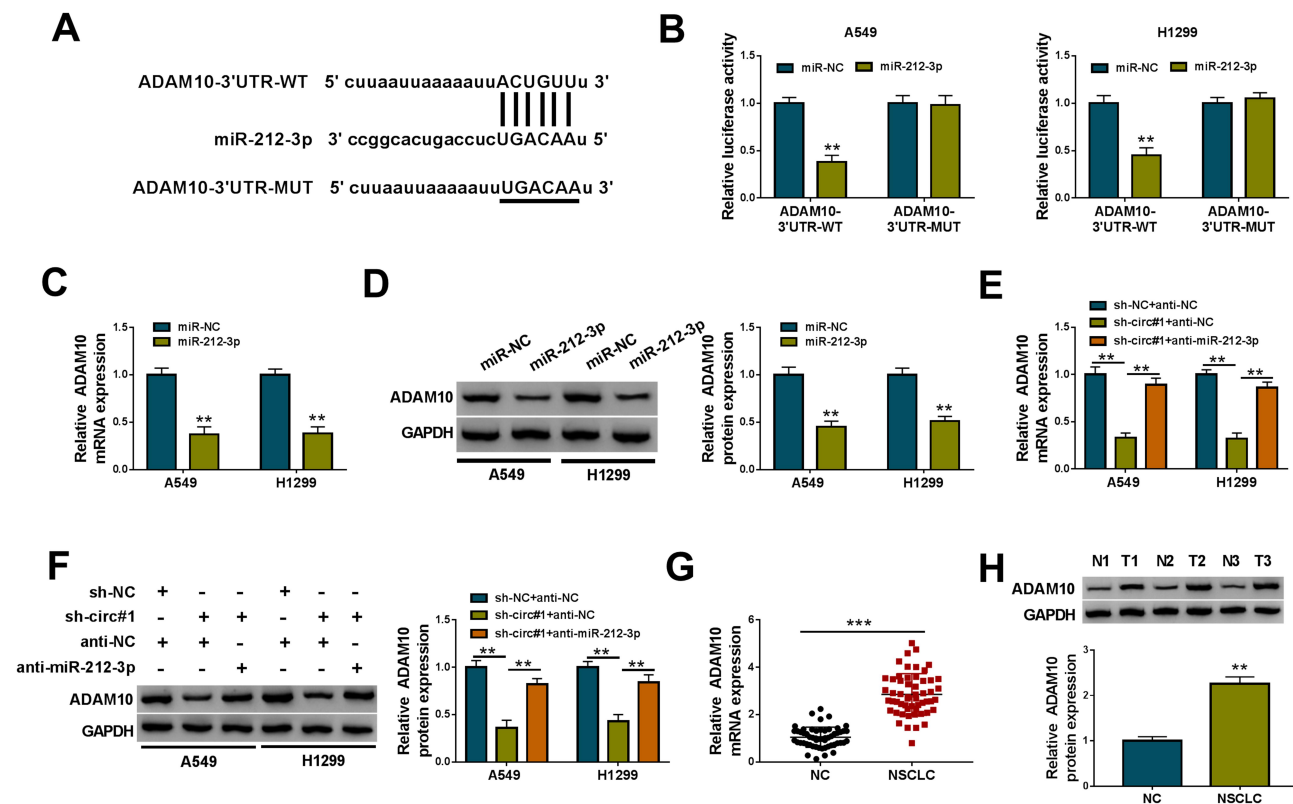 A
ADAM10-3'UTR-WT 5' cuuaauuaaaaauuACUGUUu 3'
miR-212-3p 3' ccggcacugaccucUGACAAu 5'
ADAM10-3'UTR-MUT 5' cuuaauuaaaaauuUGACAAu 3'
B
A549
Relative luciferase activity
1.5
1.0
0.5
0.0
miR-NC miR-212-3p
**
ADAM10-
3'UTR-WT
ADAM10-
3'UTR-MUT
H1299
Relative luciferase activity
1.5
1.0
0.5
0.0
miR-NC miR-212-3p
**
ADAM10-
3'UTR-WT
ADAM10-
3'UTR-MUT
C
Relative ADAM10
mRNA expression
1.5
1.0
0.5
0.0
miR-NC
miR-212-3p
** **
A549 H1299
D
miR-NC miR-212-3p miR-NC miR-212-3p
ADAM10
GAPDH
A549 H1299
Relative ADAM10
protein expression
1.5
1.0
0.5
0.0
miR-NC
miR-212-3p
** **
A549 H1299
E
sh-NC+anti-NC
sh-circ#1+anti-NC
sh-circ#1+anti-miR-212-3p
Relative ADAM10
mRNA expression
1.5
1.0
0.5
0.0
** ** ** **
A549 H1299
F
sh-NC + - - + - -
sh-circ#1 - + + - + +
anti-NC + + - + + -
anti-miR-212-3p - - + - - +
ADAM10
GAPDH
A549 H1299
Relative ADAM10
protein expression
1.5
1.0
0.5
0.0
sh-NC+anti-NC
sh-circ#1+anti-NC
sh-circ#1+anti-miR-212-3p
** ** ** **
A549 H1299
G
Relative ADAM10
mRNA expression
6
4
2
0
***
NC NSCLC
H
N1 T1 N2 T2 N3 T3
ADAM10
GAPDH
Relative ADAM10
protein expression
3
2
1
0
**
NC NSCLC